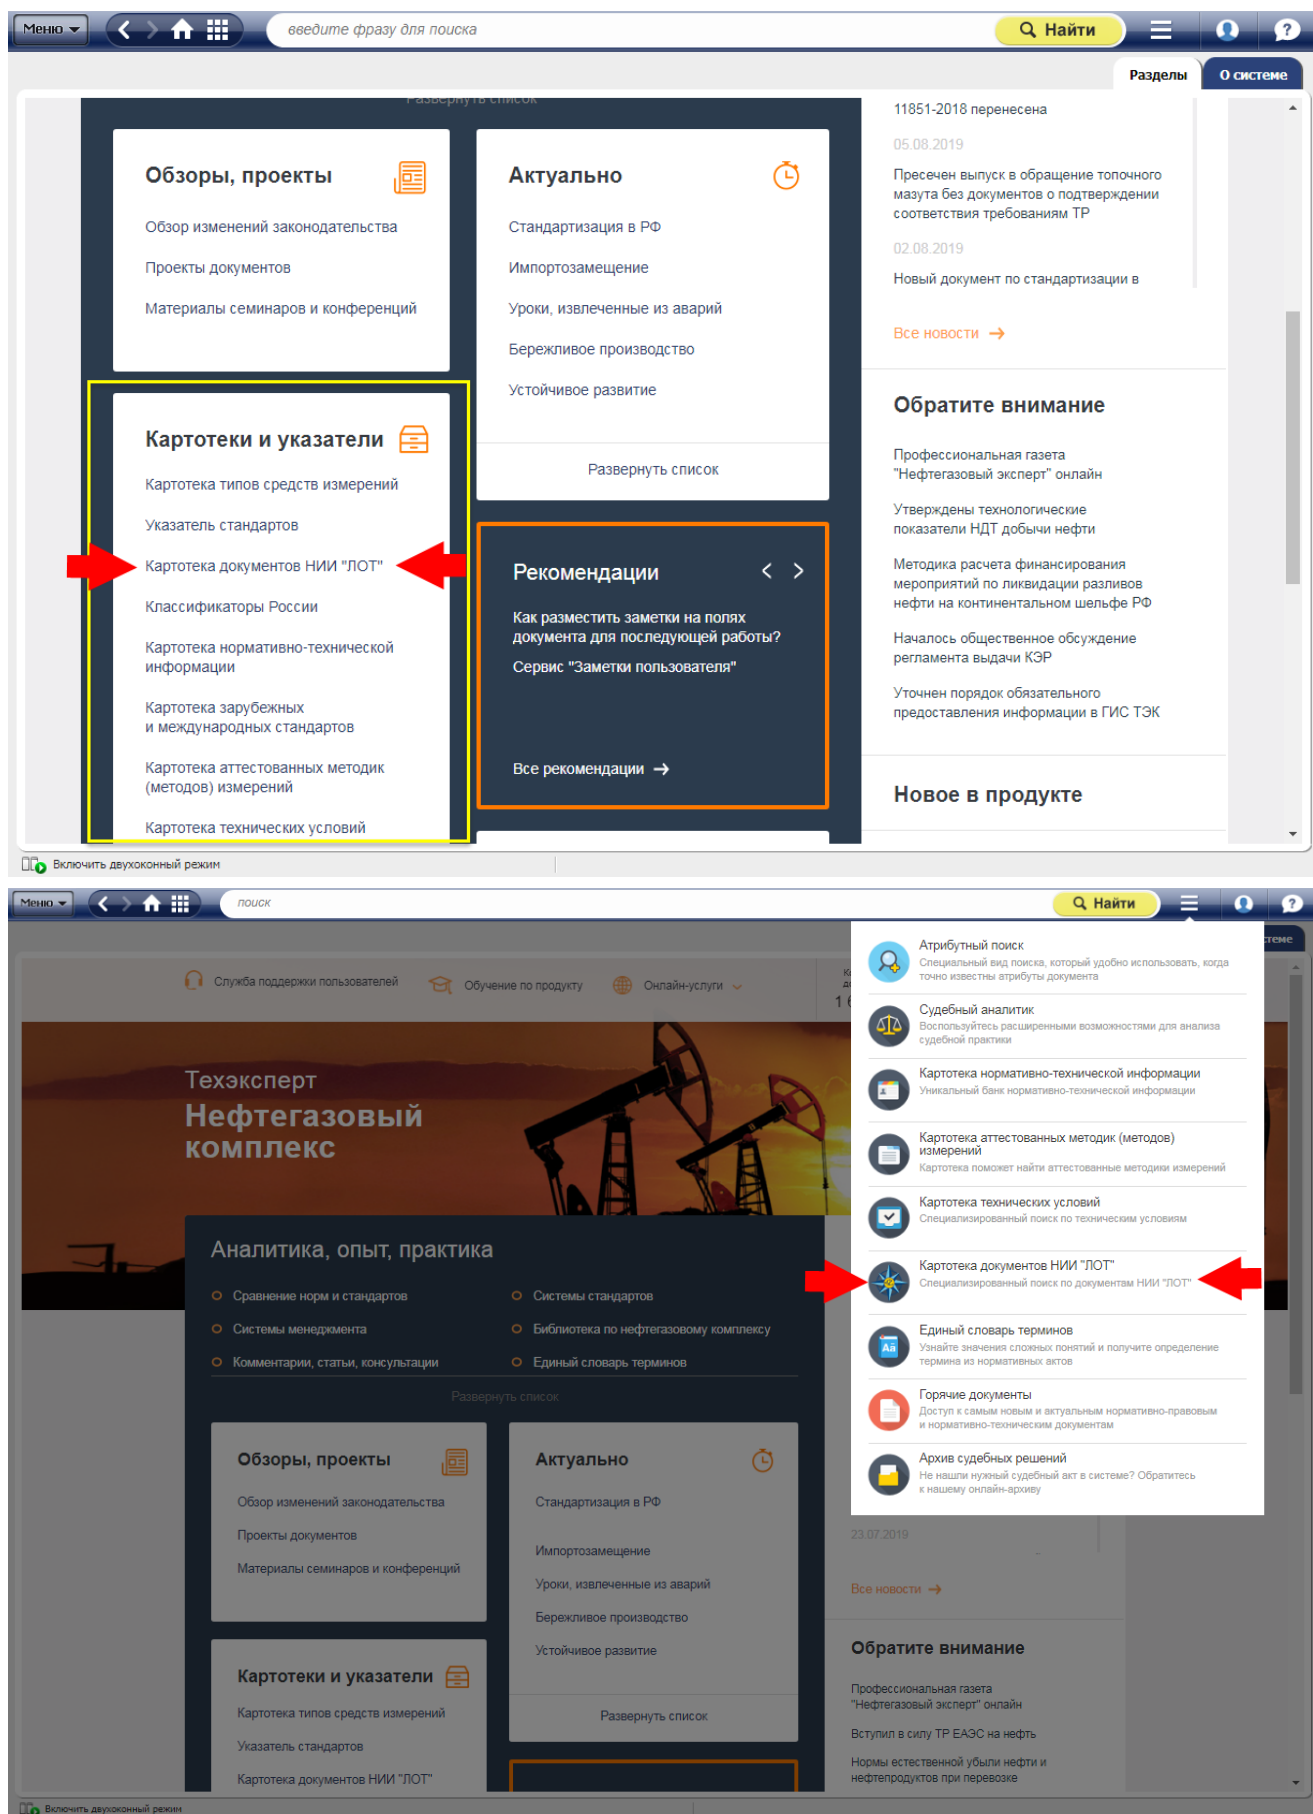 Меню
введите фразу для поиска
Найти
?
Разделы
О системе
Развернуть список
Обзоры, проекты
Обзор изменений законодательства
Проекты документов
Материалы семинаров и конференций
Картотеки и указатели
Картотека типов средств измерений
Указатель стандартов
Картотека документов НИИ "ЛОТ"
Классификаторы России
Картотека нормативно-технической
информации
Картотека зарубежных
и международных стандартов
Картотека аттестованных методик
(методов) измерений
Картотека технических условий
Актуально
Стандартизация в РФ
Импортозамещение
Уроки, извлеченные из аварий
Бережливое производство
Устойчивое развитие
Развернуть список
Рекомендации
Как разместить заметки на полях
документа для последующей работы?
Сервис "Заметки пользователя"
Все рекомендации
11851-2018 перенесена
05.08.2019
Пресечен выпуск в обращение топочного
мазута без документов о подтверждении
соответствия требованиям ТР
02.08.2019
Новый документ по стандартизации в
Все новости
Обратите внимание
Профессиональная газета
"Нефтегазовый эксперт" онлайн
Утверждены технологические
показатели НДТ добычи нефти
Методика расчета финансирования
мероприятий по ликвидации разливов
нефти на континентальном шельфе РФ
Началось общественное обсуждение
регламента выдачи КЭР
Уточнен порядок обязательного
предоставления информации в ГИС ТЭК
Новое в продукте
Включить двухоконный режим
Меню
поиск
Найти
?
Служба поддержки пользователей
Обучение по продукту
Онлайн-услуги
Техэксперт
Нефтегазовый
комплекс
Аналитика, опыт, практика
Сравнение норм и стандартов
Системы менеджмента
Комментарии, статьи, консультации
Системы стандартов
Библиотека по нефтегазовому комплексу
Единый словарь терминов
Развернуть список
Обзоры, проекты
Обзор изменений законодательства
Проекты документов
Материалы семинаров и конференций
Картотеки и указатели
Картотека типов средств измерений
Указатель стандартов
Картотека документов НИИ "ЛОТ"
Актуально
Стандартизация в РФ
Импортозамещение
Уроки, извлеченные из аварий
Бережливое производство
Устойчивое развитие
Развернуть список
Атрибутный поиск
Специальный вид поиска, который удобно использовать, когда
точно известны атрибуты документа
Судебный аналитик
Воспользуйтесь расширенными возможностями для анализа
судебной практики
Картотека нормативно-технической информации
Уникальный банк нормативно-технической информации
Картотека аттестованных методик (методов)
измерений
Картотека поможет найти аттестованные методики измерений
Картотека технических условий
Специализированный поиск по техническим условиям
Картотека документов НИИ "ЛОТ"
Специализированный поиск по документам НИИ "ЛОТ"
Единый словарь терминов
Узнайте значения сложных понятий и получите определение
термина из нормативных актов
Горячие документы
Доступ к самым новым и актуальным нормативно-правовым
и нормативно-техническим документам
Архив судебных решений
Не нашли нужный судебный акт в системе? Обратитесь
к нашему онлайн-архиву
23.07.2019
Все новости
Обратите внимание
Профессиональная газета
"Нефтегазовый эксперт" онлайн
Вступил в силу ТР ЕАЭС на нефть
Нормы естественной убыли нефти и
нефтепродуктов при перевозке
Включить двухоконный режим